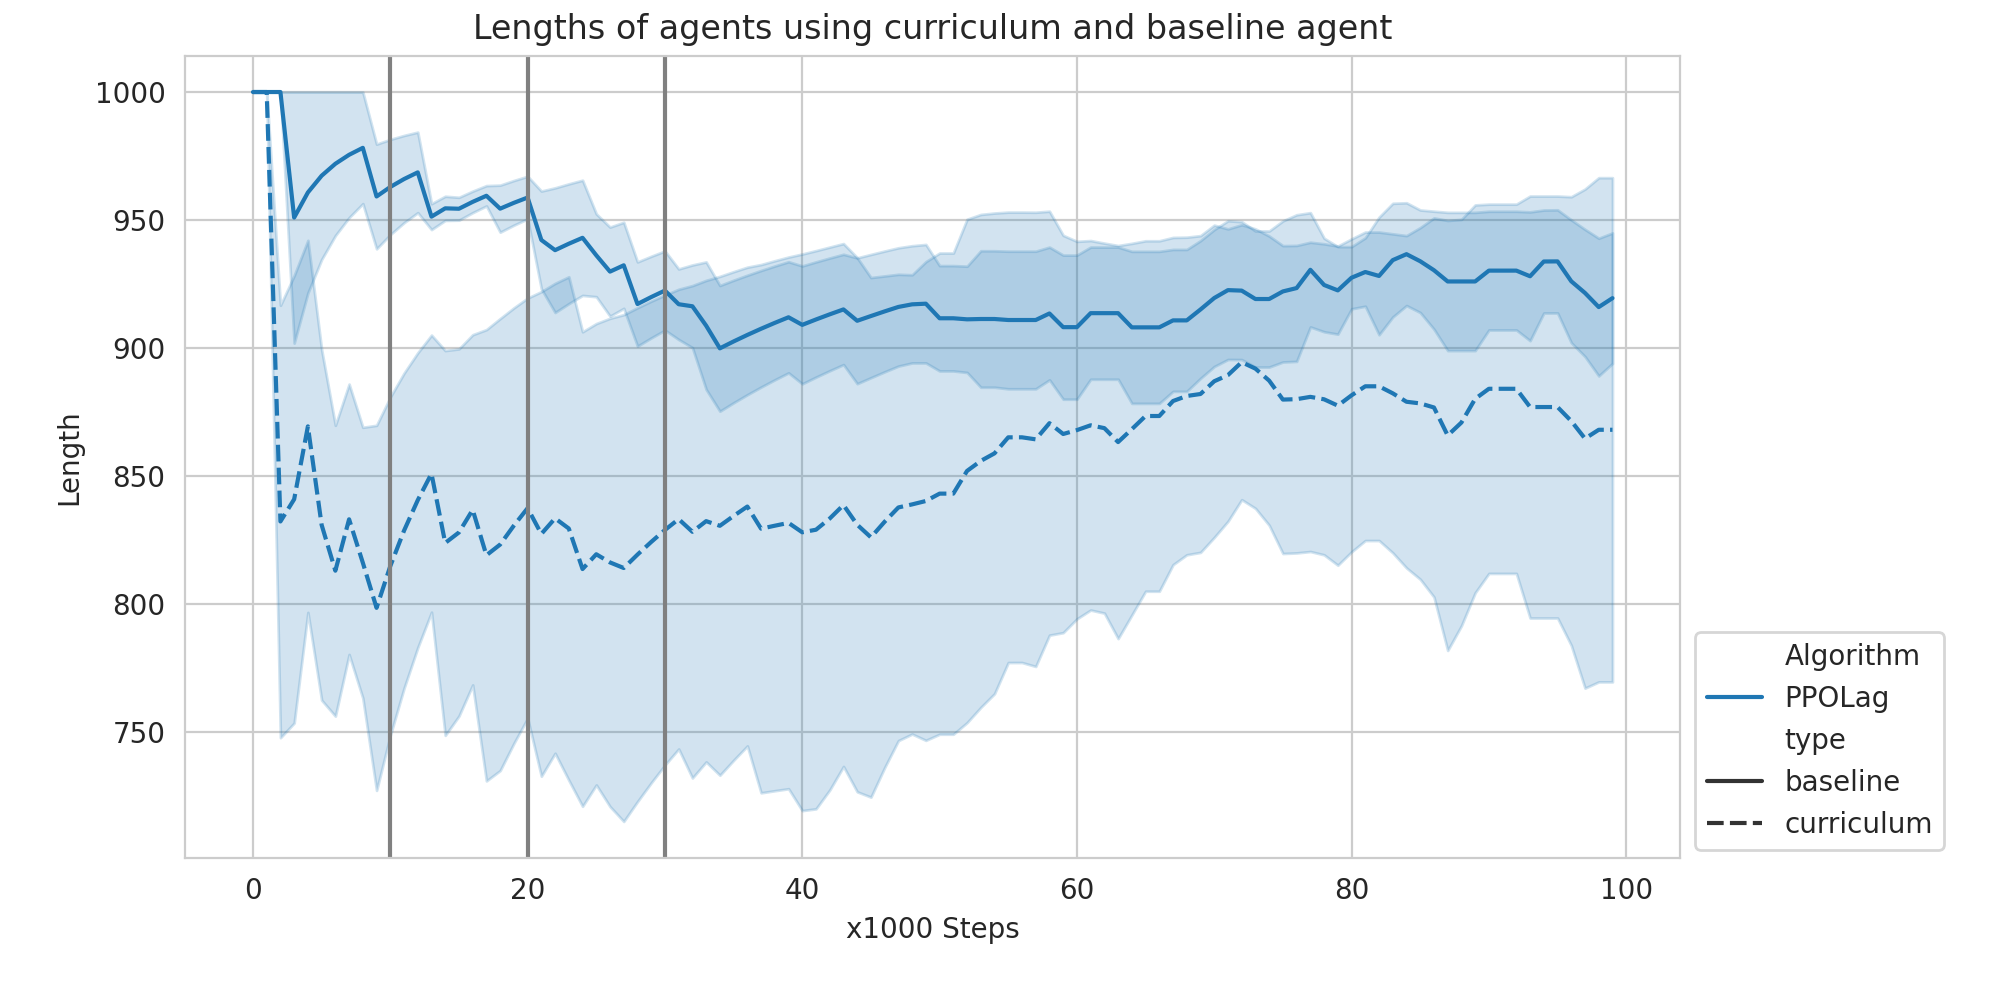 Lengths of agents using curriculum and baseline agent
1000
950
900
850
800
750
Length
0 20 40 60 80 100
x1000 Steps
Algorithm
PPOLag
type
baseline
curriculum